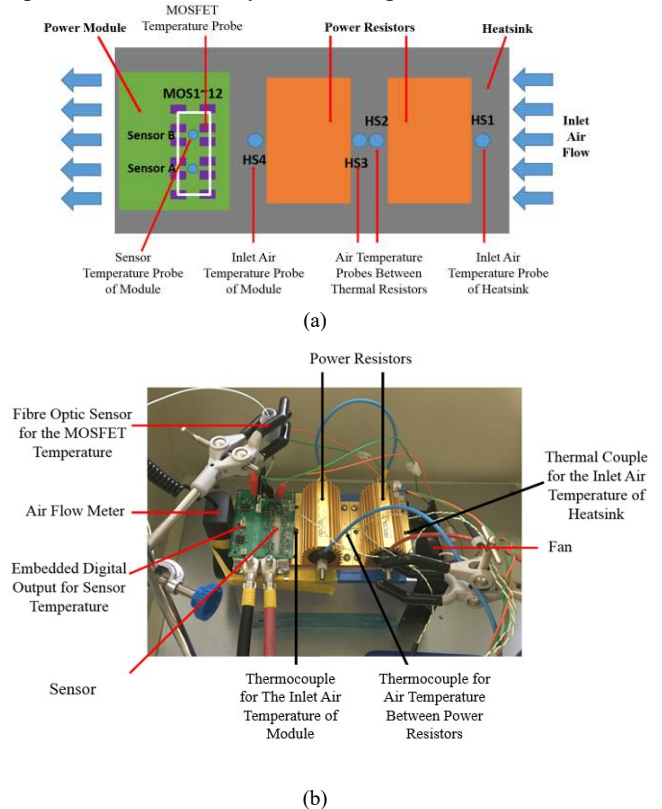 MOSFET
Temperature Probe
Power Module
Power Resistors
Heatsink
MOS1~12
Sensor B
Sensor A
HS4
HS3
HS2
HS1
Inlet
Air
Flow
Sensor
Temperature Probe
of Module
Inlet Air
Temperature Probe
of Module
Air Temperature
Probes Between
Thermal Resistors
Inlet Air
Temperature Probe
of Heatsink
(a)
Power Resistors
Fibre Optic Sensor
for the MOSFET
Temperature
Air Flow Meter
Embedded Digital
Output for Sensor
Temperature
Sensor
Thermal Couple
for the Inlet Air
Temperature of
Heatsink
Fan
Thermocouple
for The Inlet Air
Temperature of
Module
Thermocouple for
Air Temperature
Between Power
Resistors
(b)